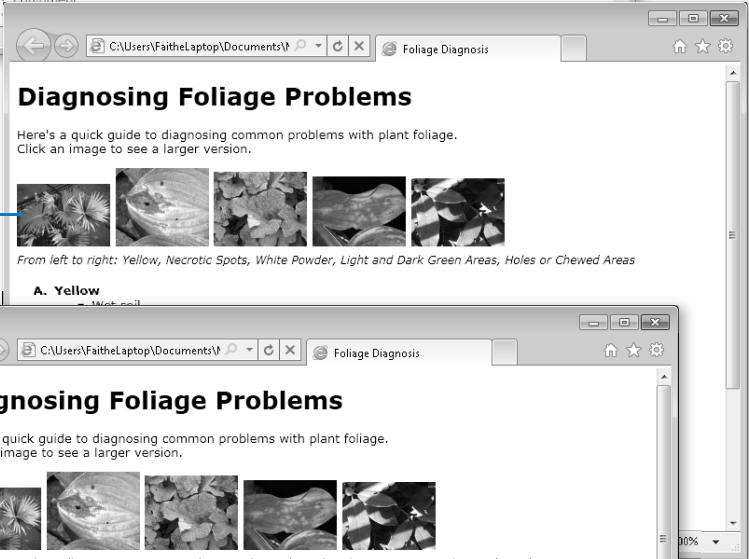 C:\Users\FaitheLaptop\Documents\
Foliage Diagnosis
Diagnosing Foliage Problems
Here's a quick guide to diagnosing common problems with plant foliage.
Click an image to see a larger version.
From left to right: Yellow, Necrotic Spots, White Powder, Light and Dark Green Areas, Holes or Chewed Areas
A. Yellow
Wet soil
C:\Users\FaitheLaptop\Documents\
Foliage Diagnosis
gnosing Foliage Problems
quick guide to diagnosing common problems with plant foliage.
image to see a larger version.
00%